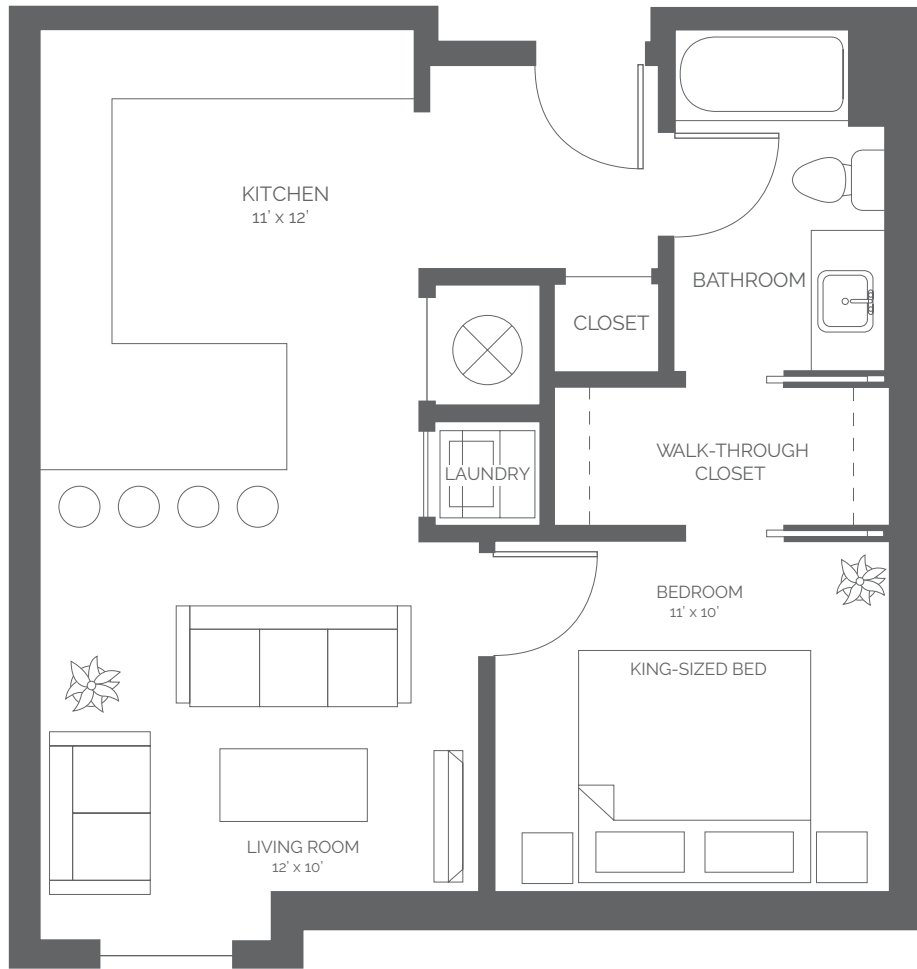 KITCHEN
11' x 12'
BATHROOM
CLOSET
WALK-THROUGH
CLOSET
LAUNDRY
BEDROOM
11' x 10'
KING-SIZED BED
LIVING ROOM
12' x 10'